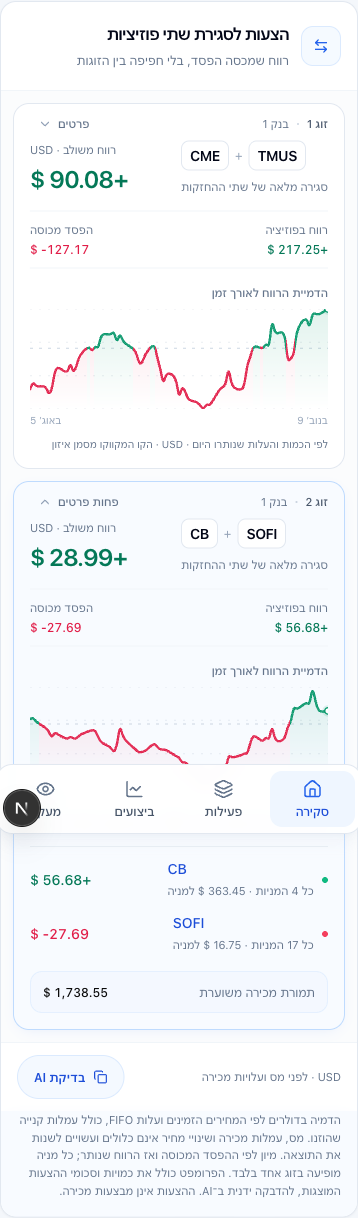 הצעות לסגירת שתי פוזיציות
רווח שמכסה הפסד, בלי חפיפה בין הזוגות
זוג 1 · בנק 1
פרטים
TMUS + CME
סגירה מלאה של שתי ההחזקות
רווח משולב · USD
$ 90.08+
רווח בפוזיציה
$ 217.25+
הפסד מכוסה
$ -127.17
הדמיית הרווח לאורך זמן
באוג׳ 5
בנוב׳ 9
לפי הכמות והעלות שנותרו היום · USD · הקו המקווקו מסמן איזון
זוג 2 · בנק 1
פחות פרטים
SOFI + CB
סגירה מלאה של שתי ההחזקות
רווח משולב · USD
$ 28.99+
רווח בפוזיציה
$ 56.68+
הפסד מכוסה
$ -27.69
הדמיית הרווח לאורך זמן
סקירה
פעילות
ביצועים
N
CB
כל 4 המניות · 363.45 $ למניה
$ 56.68+
SOFI
כל 17 המניות · 16.75 $ למניה
$ -27.69
תמורת מכירה משוערת
$ 1,738.55
USD · לפני מס ועלויות מכירה
בדיקת AI
הדמיה בדולרים לפי המחירים הזמינים ועלות FIFO, כולל עמלות קנייה
שהוזנו. מס, עמלות מכירה ושינויי מחיר אינם כלולים ועשויים לשנות
את התוצאה. מיון לפי ההפסד המכוסה ואז הרווח שנותר; כל מניה
מופיעה בזוג אחד בלבד. הפרומפט כולל את כמויות וסכומי ההצעות
המוצגות, להדבקה ידנית ב־AI. ההצעות אינן מבצעות מכירה.